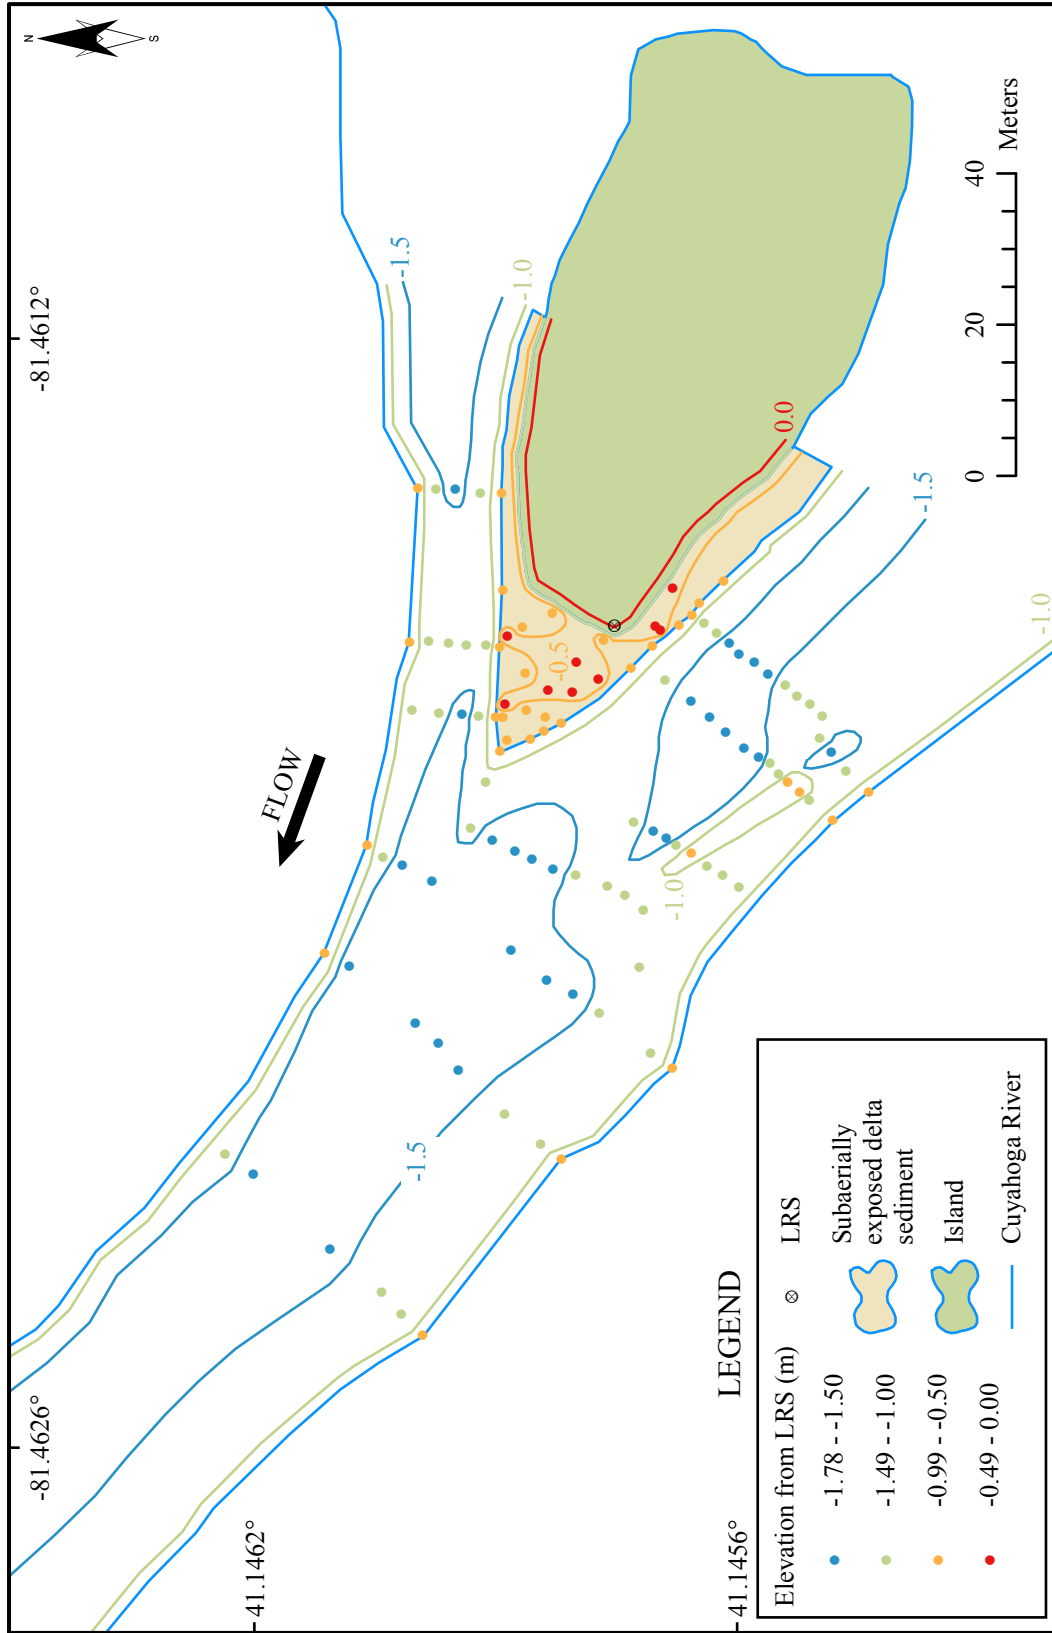 N
S
-81.4612°
-81.4626°
41.1462°
41.1456°
FLOW
-1.5
-1.0
-0.5
0.0
-1.5
-1.0
-1.0
-1.5
0 20 40
Meters
LEGEND
Elevation from LRS (m)
-1.78 - -1.50
-1.49 - -1.00
-0.99 - -0.50
-0.49 - 0.00
LRS
Subaerially
exposed delta
sediment
Island
Cuyahoga River